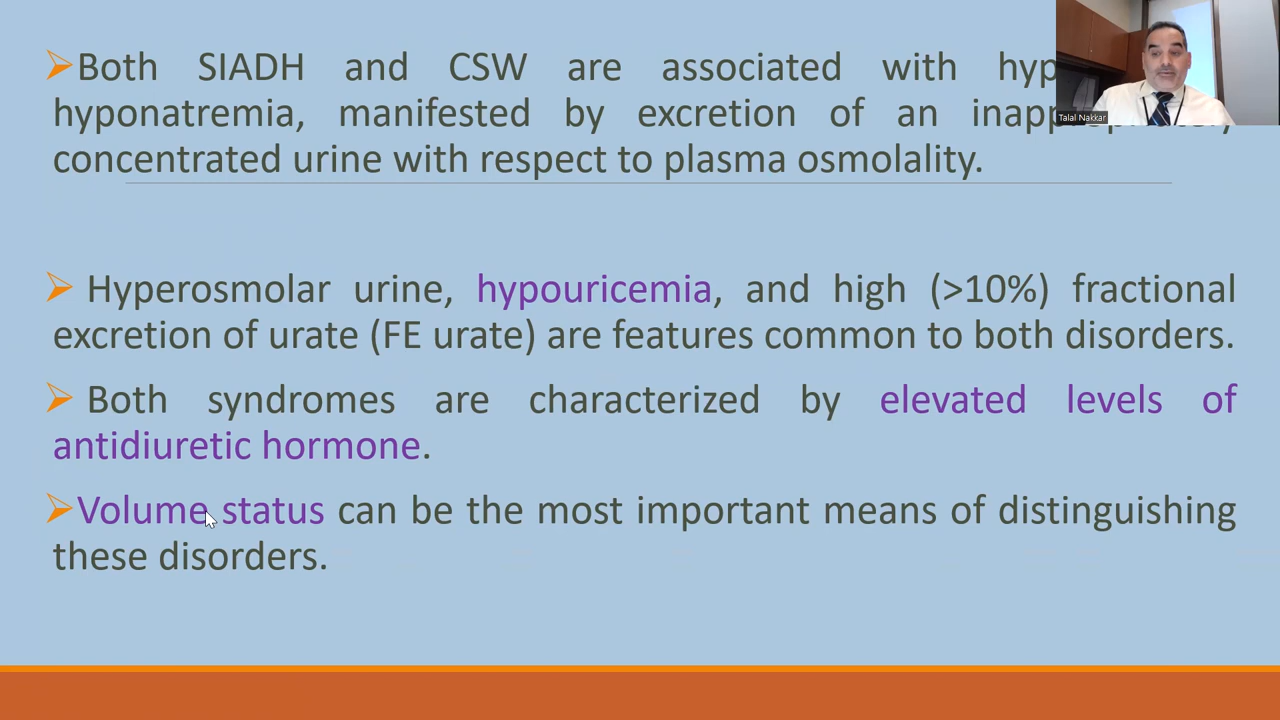 ➢Both SIADH and CSW are associated with
hyponatremia, manifested by excretion of an
concentrated urine with respect to plasma osmolality.
Talal Nakkar
➢ Hyperosmolar urine, hypouricemia, and high (>10%) fractional
excretion of urate (FE urate) are features common to both disorders.
➢ Both syndromes are characterized by elevated levels of
antidiuretic hormone.
➢Volume status can be the most important means of distinguishing
these disorders.